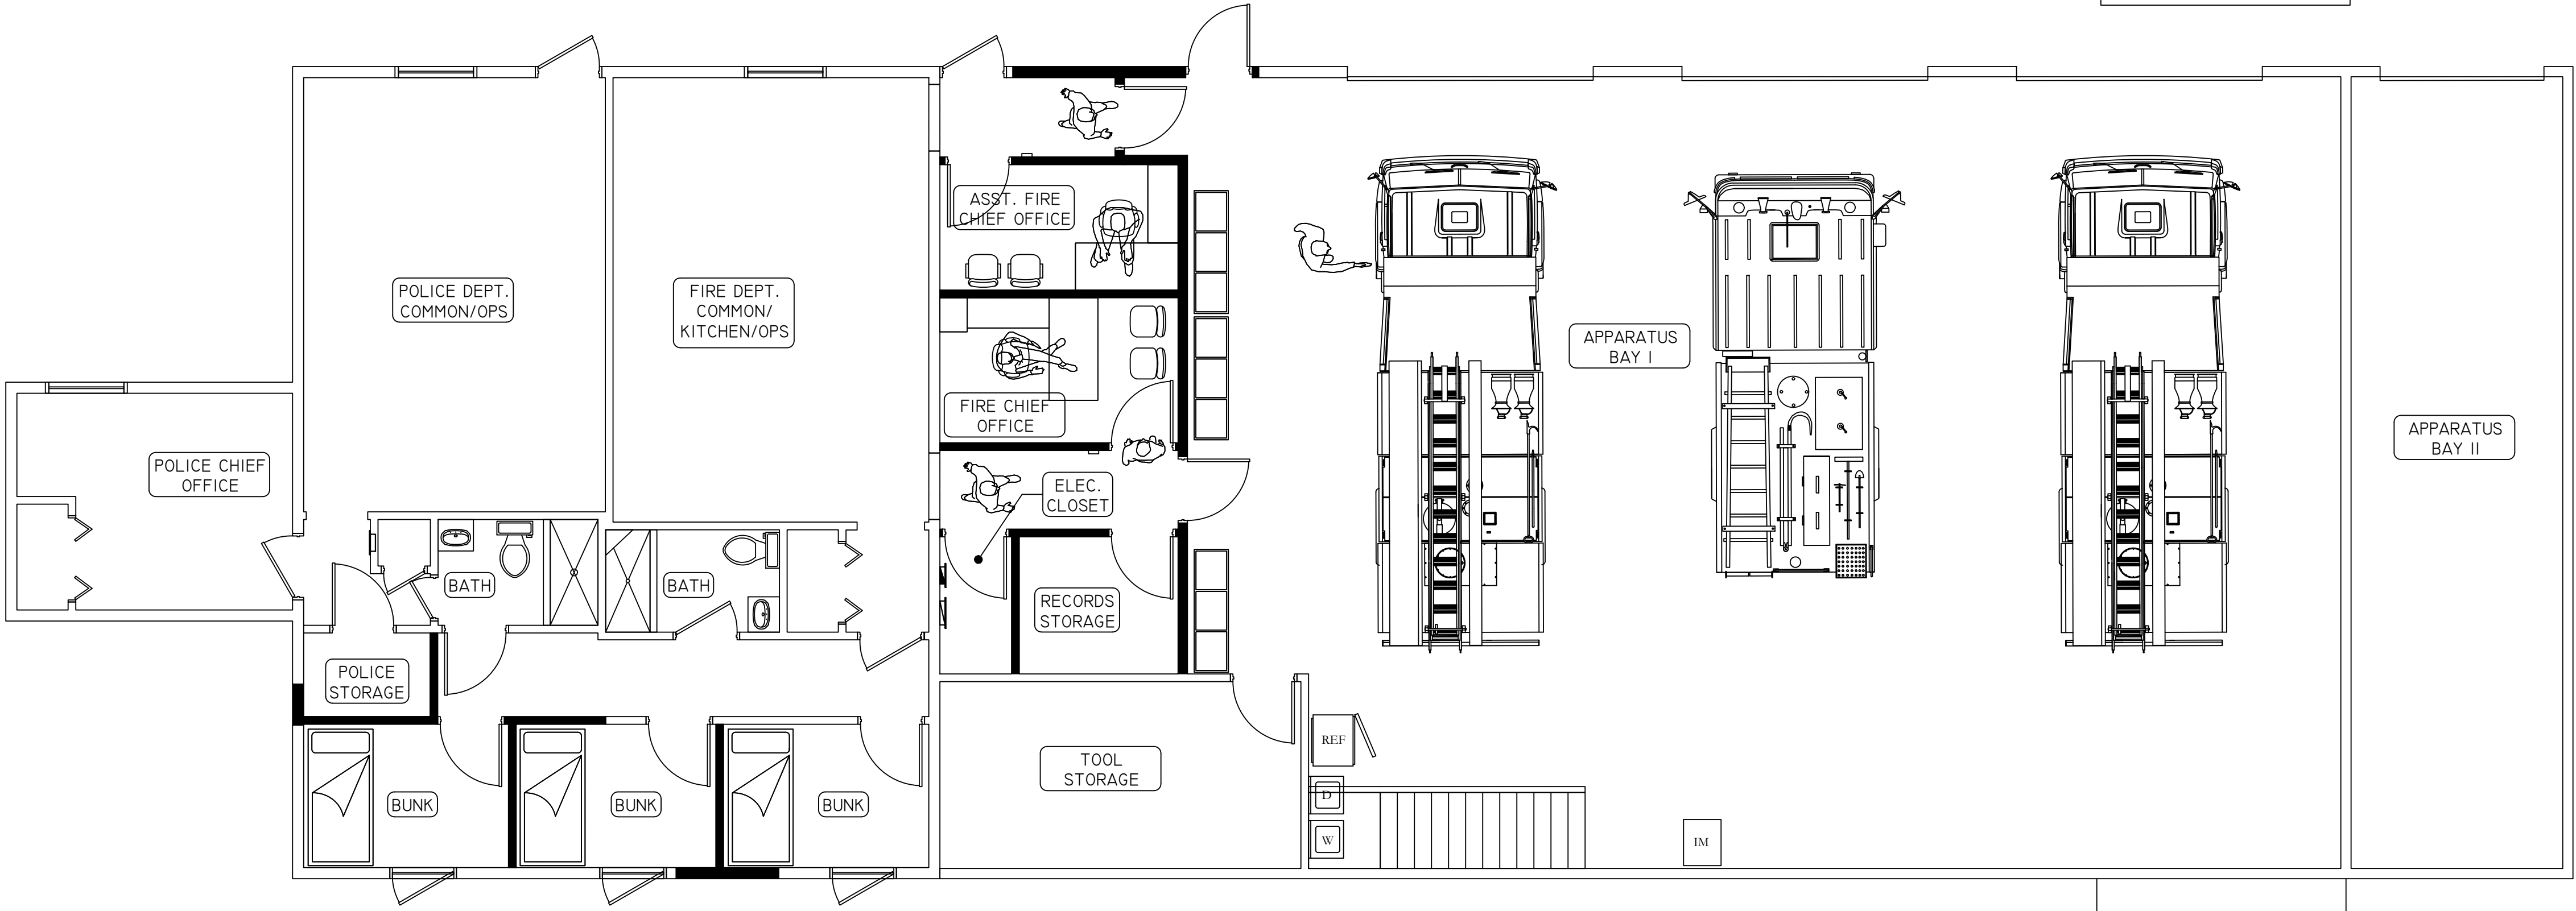 ASST. FIRE
CHIEF OFFICE
POLICE DEPT.
COMMON/OPS
FIRE DEPT.
COMMON/
KITCHEN/OPS
APPARATUS
BAY I
FIRE CHIEF
OFFICE
APPARATUS
BAY II
POLICE CHIEF
OFFICE
ELEC.
CLOSET
BATH
BATH
RECORDS
STORAGE
POLICE
STORAGE
REF
TOOL
STORAGE
D
BUNK
BUNK
BUNK
W
IM